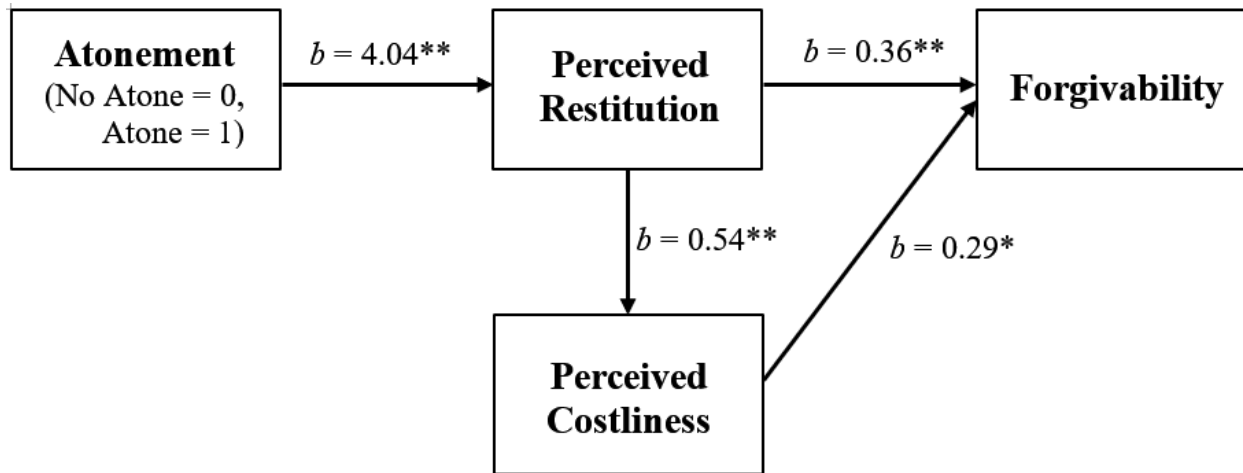 Atonement
(No Atone = 0,
Atone = 1)
b = 4.04**
Perceived
Restitution
b = 0.36**
Forgivability
b = 0.54**
b = 0.29*
Perceived
Costliness